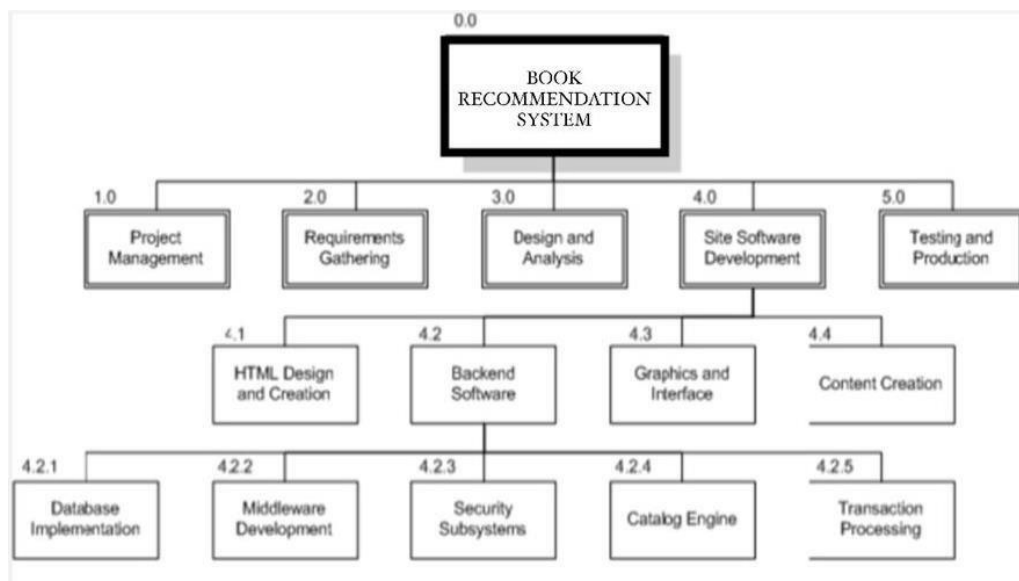 0.0
BOOK
RECOMMENDATION
SYSTEM
1.0
Project
Management
2.0
Requirements
Gathering
3.0
Design and
Analysis
4.0
Site Software
Development
5.0
Testing and
Production
4.1
HTML Design
and Creation
4.2
Backend
Software
4.3
Graphics and
Interface
4.4
Content Creation
4.2.1
Database
Implementation
4.2.2
Middleware
Development
4.2.3
Security
Subsystems
4.2.4
Catalog Engine
4.2.5
Transaction
Processing